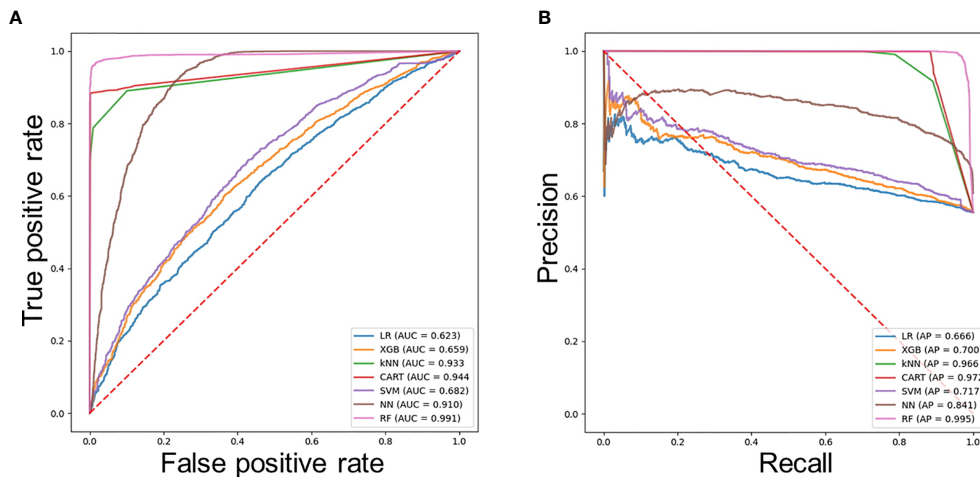 A
True positive rate
1.0
0.8
0.6
0.4
0.2
0.0
LR (AUC = 0.623)
XGB (AUC = 0.659)
kNN (AUC = 0.933)
CART (AUC = 0.944)
SVM (AUC = 0.682)
NN (AUC = 0.910)
RF (AUC = 0.991)
0.0 0.2 0.4 0.6 0.8 1.0
False positive rate
B
Precision
1.0
0.8
0.6
0.4
0.2
0.0
LR (AP = 0.666)
XGB (AP = 0.700
kNN (AP = 0.966
CART (AP = 0.972
SVM (AP = 0.717
NN (AP = 0.841)
RF (AP = 0.995)
0.0 0.2 0.4 0.6 0.8 1.0
Recall